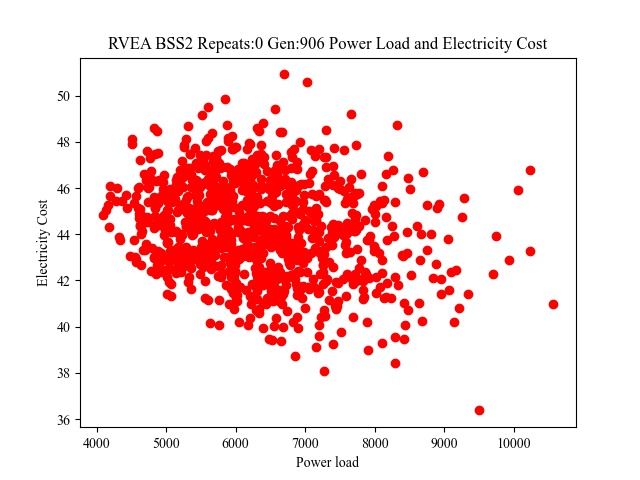 RVEA BSS2 Repeats:0 Gen:906 Power Load and Electricity Cost
50
48
46
44
42
40
38
36
Electricity Cost
4000 5000 6000 7000 8000 9000 10000
Power load